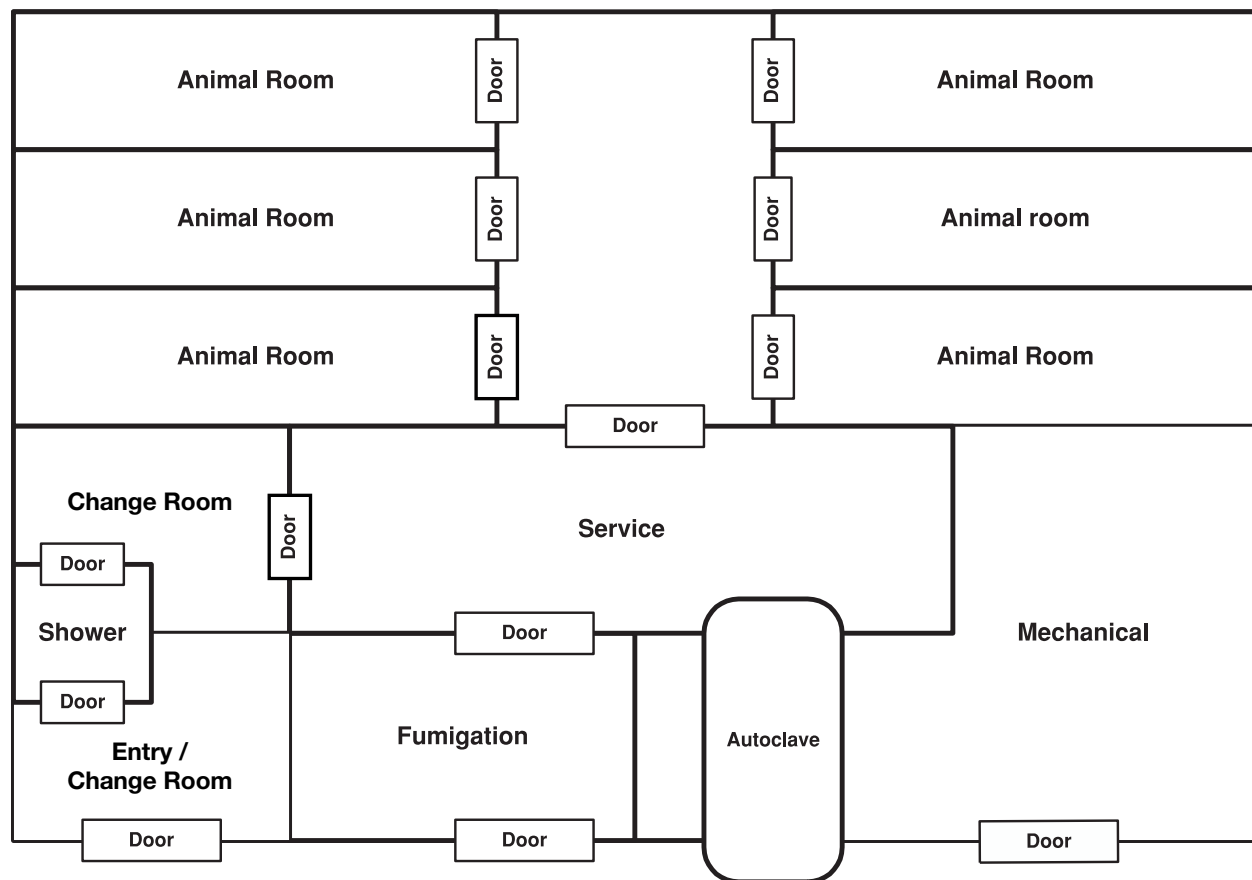 Animal Room
Door
Door
Animal Room
Animal Room
Door
Door
Animal room
Animal Room
Door
Door
Animal Room
Door
Change Room
Door
Service
Door
Shower
Door
Mechanical
Door
Fumigation
Autoclave
Entry /
Change Room
Door
Door
Door